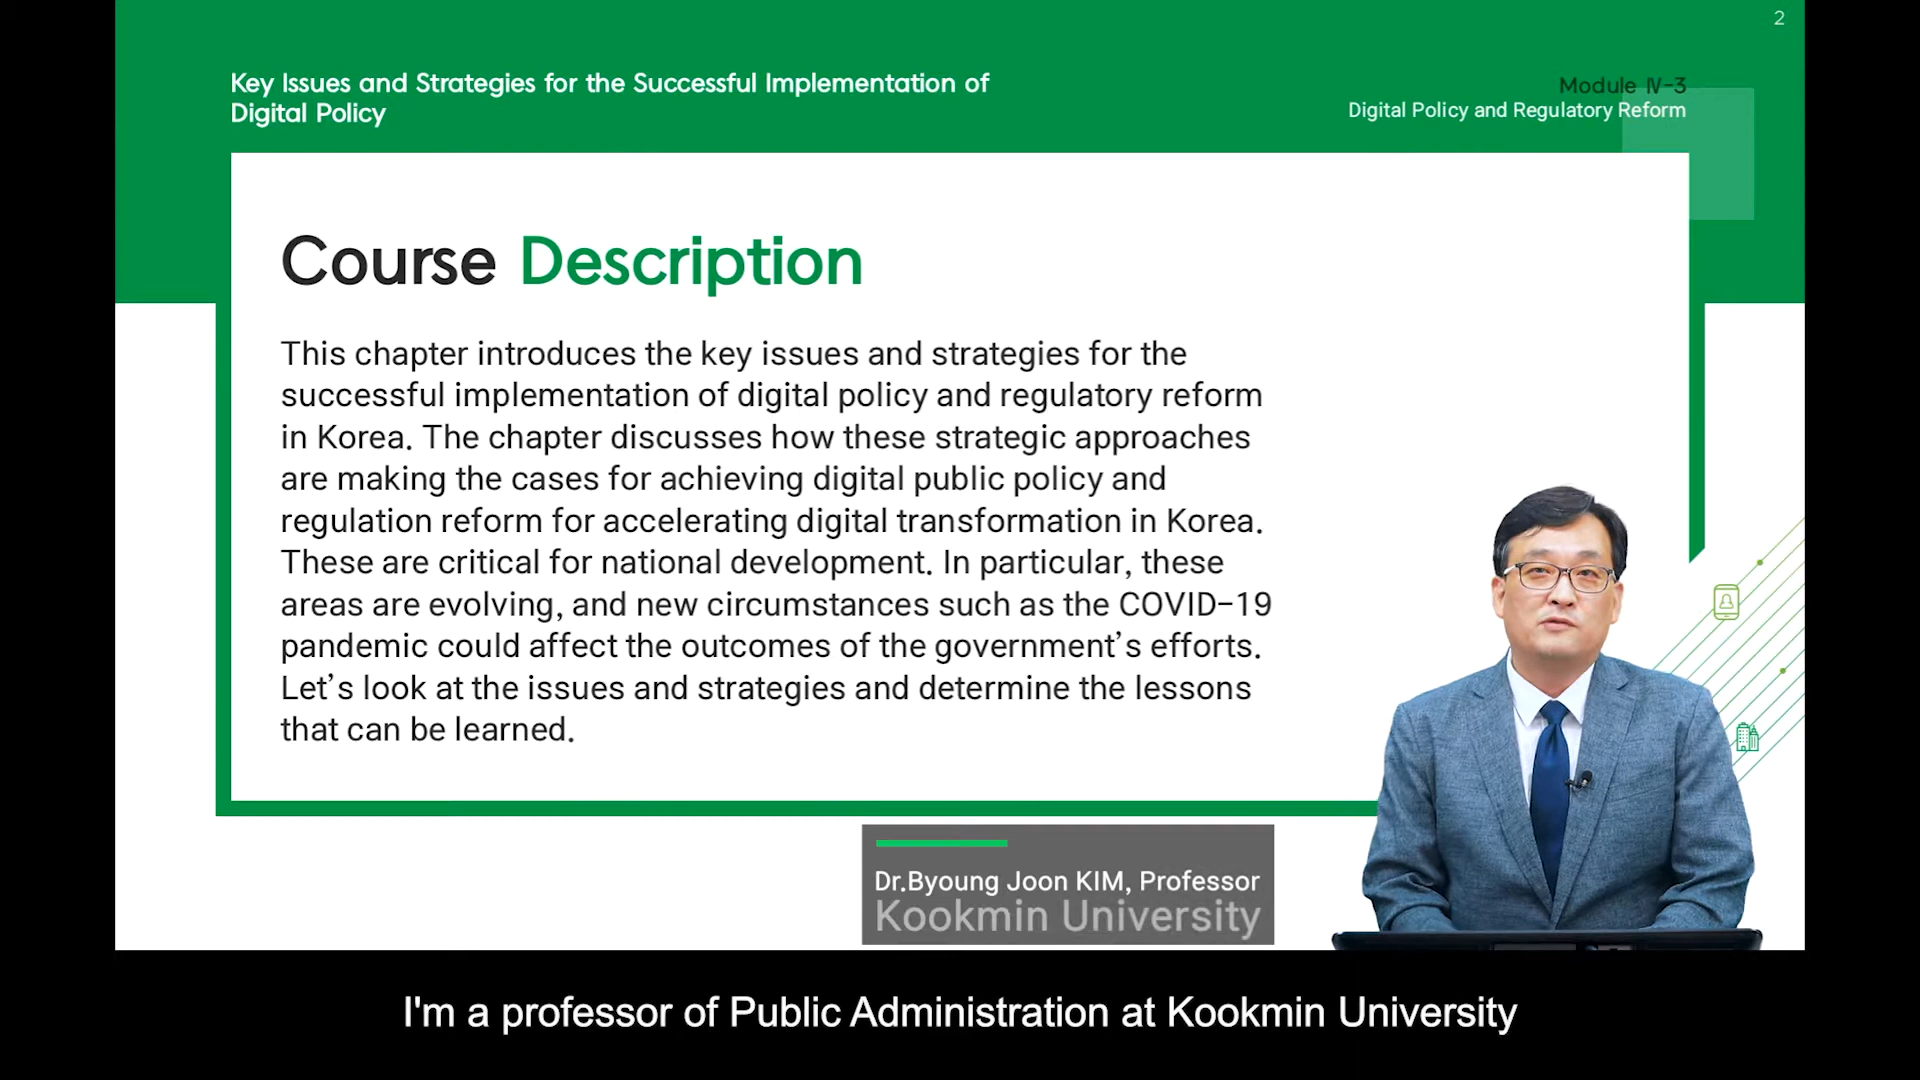 2
Key Issues and Strategies for the Successful Implementation of
Digital Policy
Module Ⅳ-3
Digital Policy and Regulatory Reform
Course Description
This chapter introduces the key issues and strategies for the
successful implementation of digital policy and regulatory reform
in Korea. The chapter discusses how these strategic approaches
are making the cases for achieving digital public policy and
regulation reform for accelerating digital transformation in Korea.
These are critical for national development. In particular, these
areas are evolving, and new circumstances such as the COVID-19
pandemic could affect the outcomes of the government’s efforts.
Let’s look at the issues and strategies and determine the lessons
that can be learned.
Dr.Byoung Joon KIM, Professor
Kookmin University
I'm a professor of Public Administration at Kookmin University